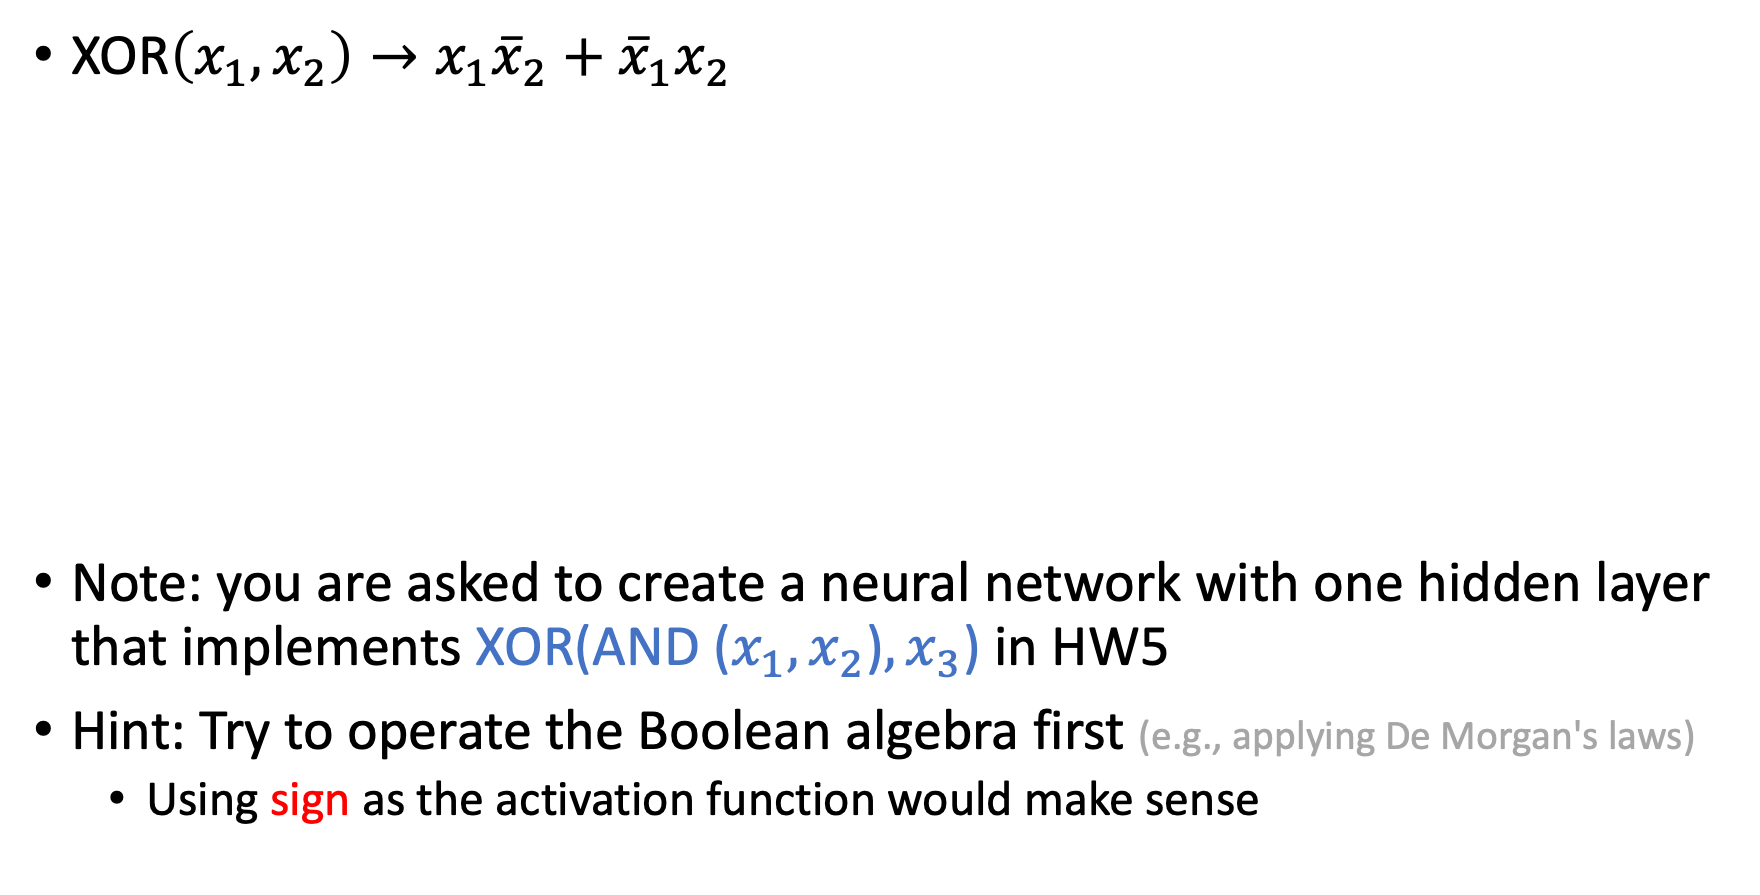 • XOR(x₁, x₂) → x₁x̄₂ + x̄₁x₂
• Note: you are asked to create a neural network with one hidden layer
that implements XOR(AND (x₁, x₂), x₃) in HW5
• Hint: Try to operate the Boolean algebra first (e.g., applying De Morgan's laws)
• Using sign as the activation function would make sense